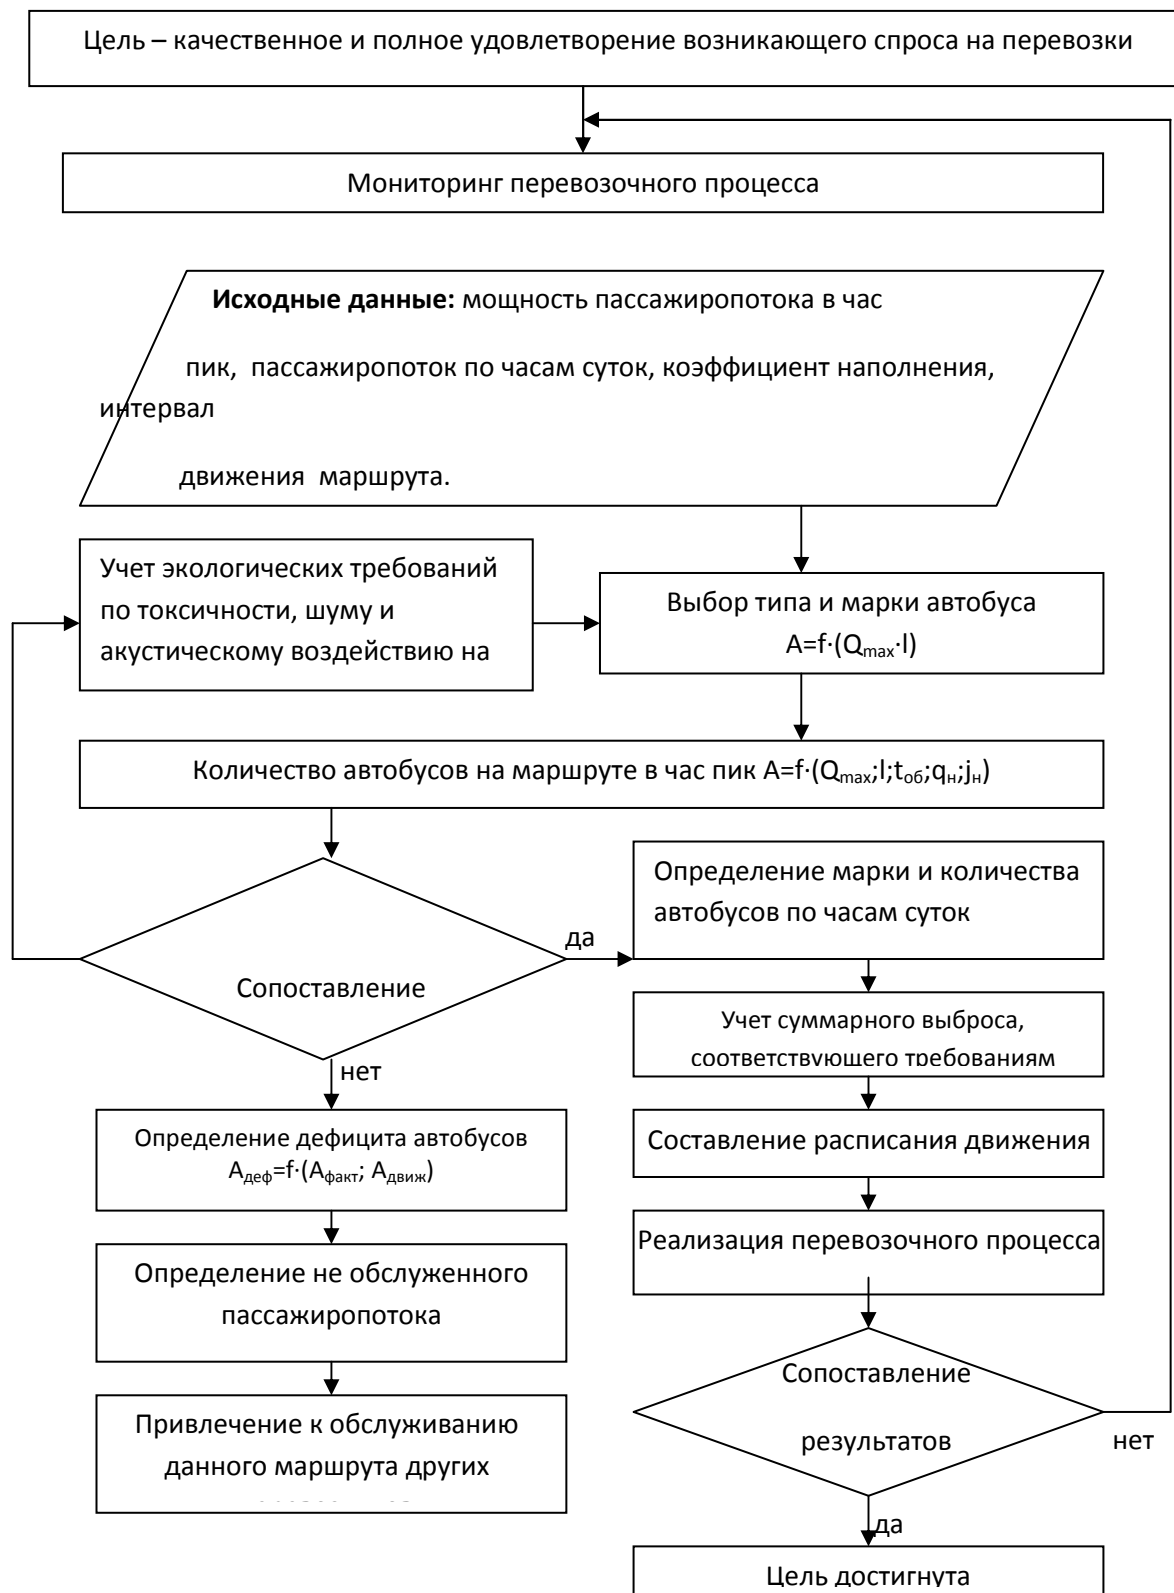 Цель – качественное и полное удовлетворение возникающего спроса на перевозки
Мониторинг перевозочного процесса
Исходные данные: мощность пассажиропотока в час
пик, пассажиропоток по часам суток, коэффициент наполнения,
интервал
движения маршрута.
Учет экологических требований
по токсичности, шуму и
акустическому воздействию на
Выбор типа и марки автобуса
A=f·(Qmax·l)
Количество автобусов на маршруте в час пик A=f·(Qmax;l;tоб;qн;jн)
Сопоставление
да
нет
Определение марки и количества
автобусов по часам суток
Учет суммарного выброса,
соответствующего требованиям
Составление расписания движения
Реализация перевозочного процесса
Определение дефицита автобусов
Aдеф=f·(Aфакт; Aдвиж)
Определение не обслуженного
пассажиропотока
Привлечение к обслуживанию
данного маршрута других
Сопоставление
результатов
нет
да
Цель достигнута